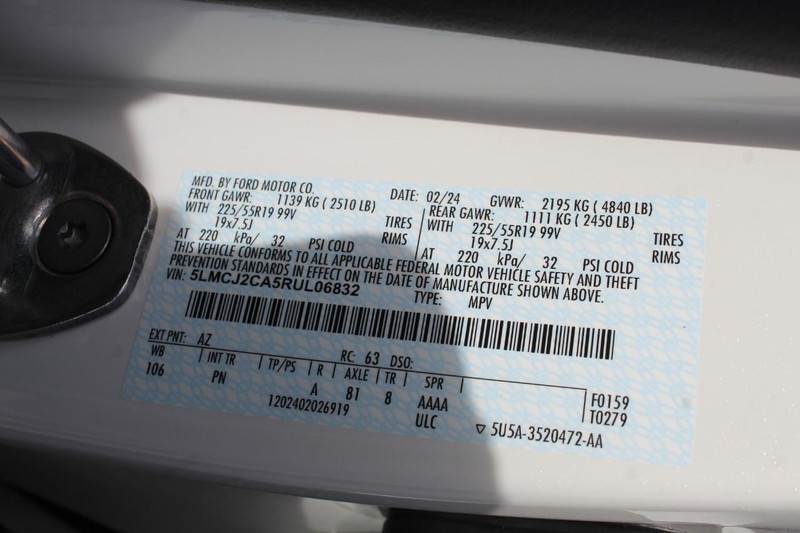 MFD. BY FORD MOTOR CO. DATE: 02/24 GVWR: 2195 KG ( 4840 LB)
FRONT GAWR: 1139 KG ( 2510 LB) REAR GAWR: 1111 KG ( 2450 LB)
WITH 225/55R19 99V TIRES WITH 225/55R19 99V TIRES
19x7.5J RIMS 19x7.5J RIMS
AT 220 kPa/ 32 PSI COLD AT 220 kPa/ 32 PSI COLD
THIS VEHICLE CONFORMS TO ALL APPLICABLE FEDERAL MOTOR VEHICLE SAFETY AND THEFT
PREVENTION STANDARDS IN EFFECT ON THE DATE OF MANUFACTURE SHOWN ABOVE.
VIN: 5LMCJ2CA5RUL06832 TYPE: MPV
EXT PNT: AZ RC: 63 DSO:
WB INT TR TP/PS R AXLE TR SPR
106 PN A 81 8 AAAA F0159
1202402026919 ULC T0279
5U5A-3520472-AA